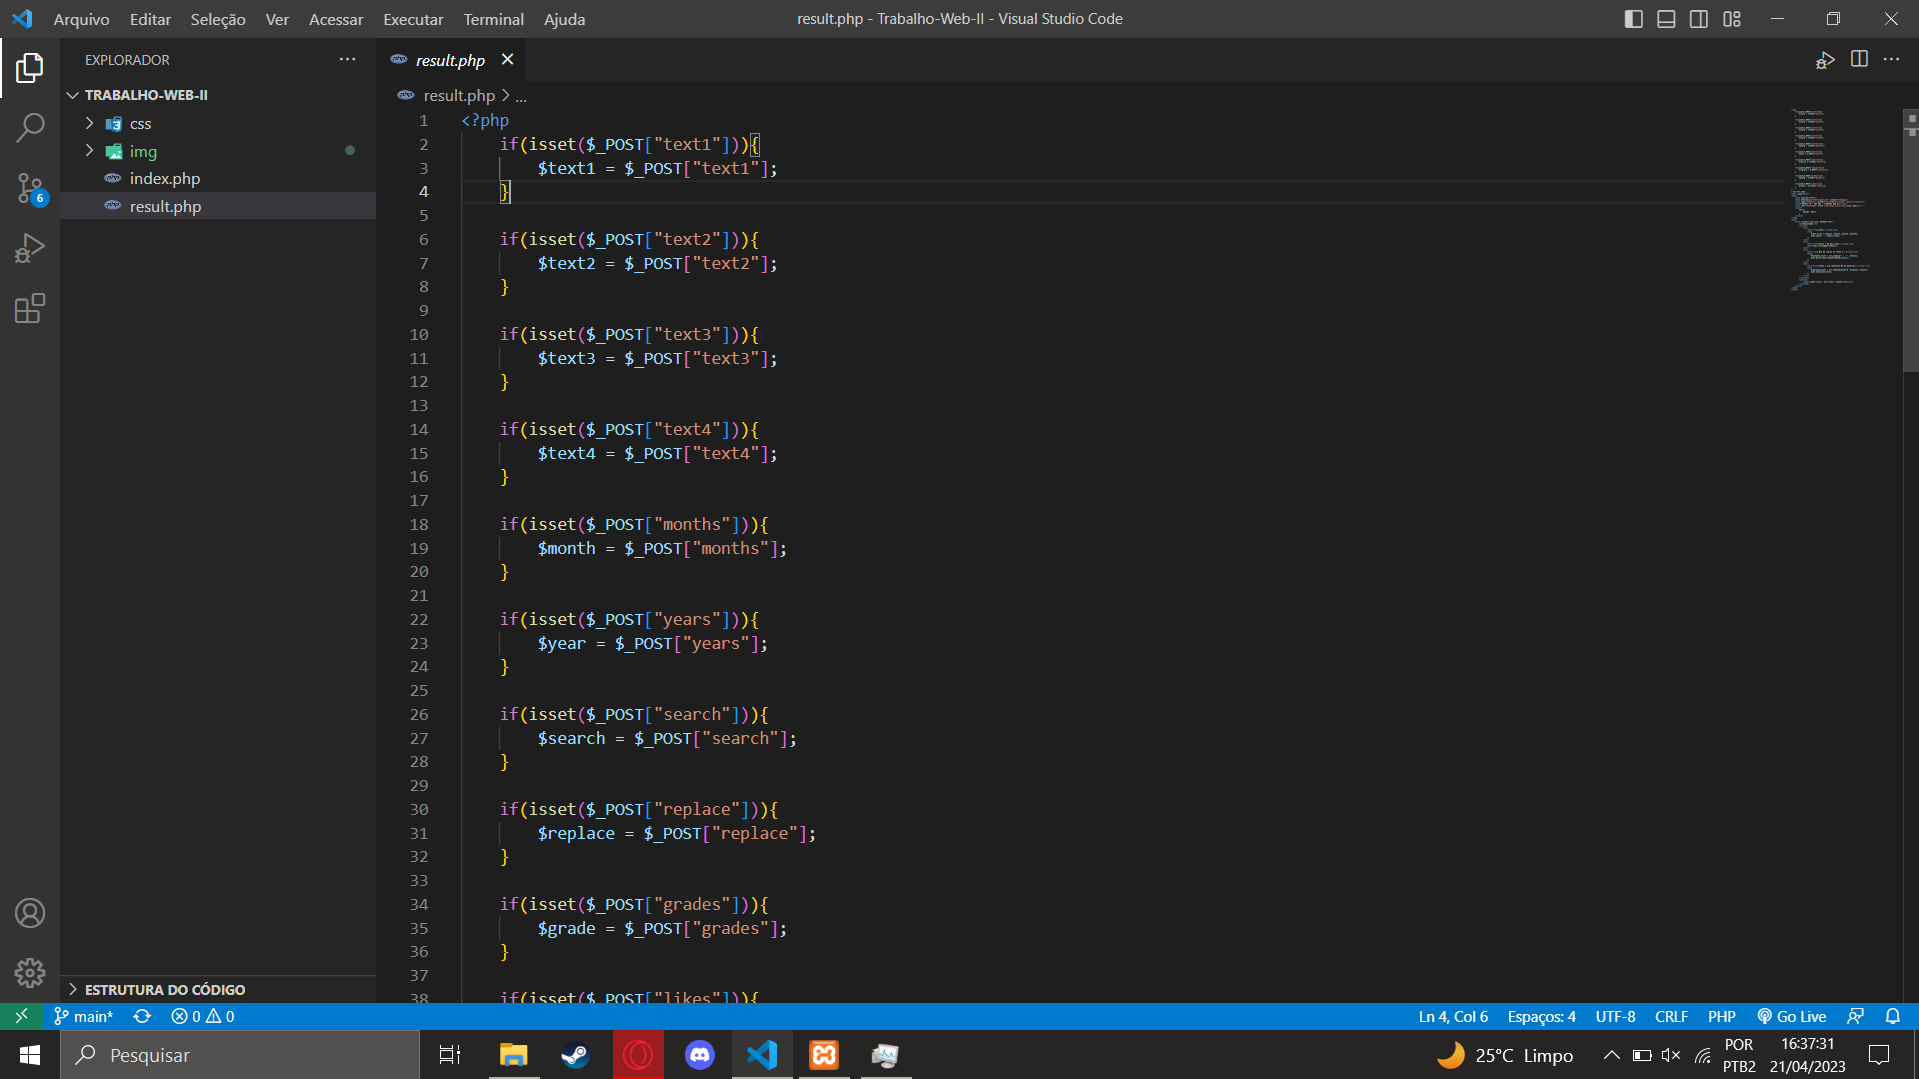 Arquivo Editar Seleção Ver Acessar Executar Terminal Ajuda
result.php - Trabalho-Web-II - Visual Studio Code
EXPLORADOR
TRABALHO-WEB-II
css
img
index.php
result.php
6
ESTRUTURA DO CÓDIGO
result.php
result.php > ...
1 <?php
2 if(isset($_POST["text1"])){
3 $text1 = $_POST["text1"];
4 }
5
6 if(isset($_POST["text2"])){
7 $text2 = $_POST["text2"];
8 }
9
10 if(isset($_POST["text3"])){
11 $text3 = $_POST["text3"];
12 }
13
14 if(isset($_POST["text4"])){
15 $text4 = $_POST["text4"];
16 }
17
18 if(isset($_POST["months"])){
19 $month = $_POST["months"];
20 }
21
22 if(isset($_POST["years"])){
23 $year = $_POST["years"];
24 }
25
26 if(isset($_POST["search"])){
27 $search = $_POST["search"];
28 }
29
30 if(isset($_POST["replace"])){
31 $replace = $_POST["replace"];
32 }
33
34 if(isset($_POST["grades"])){
35 $grade = $_POST["grades"];
36 }
37
38 if(isset($_POST["likes"])){
main* 0 0
Ln 4, Col 6 Espaços: 4 UTF-8 CRLF PHP Go Live
Pesquisar
25°C Limpo
POR
PTB2
16:37:31
21/04/2023